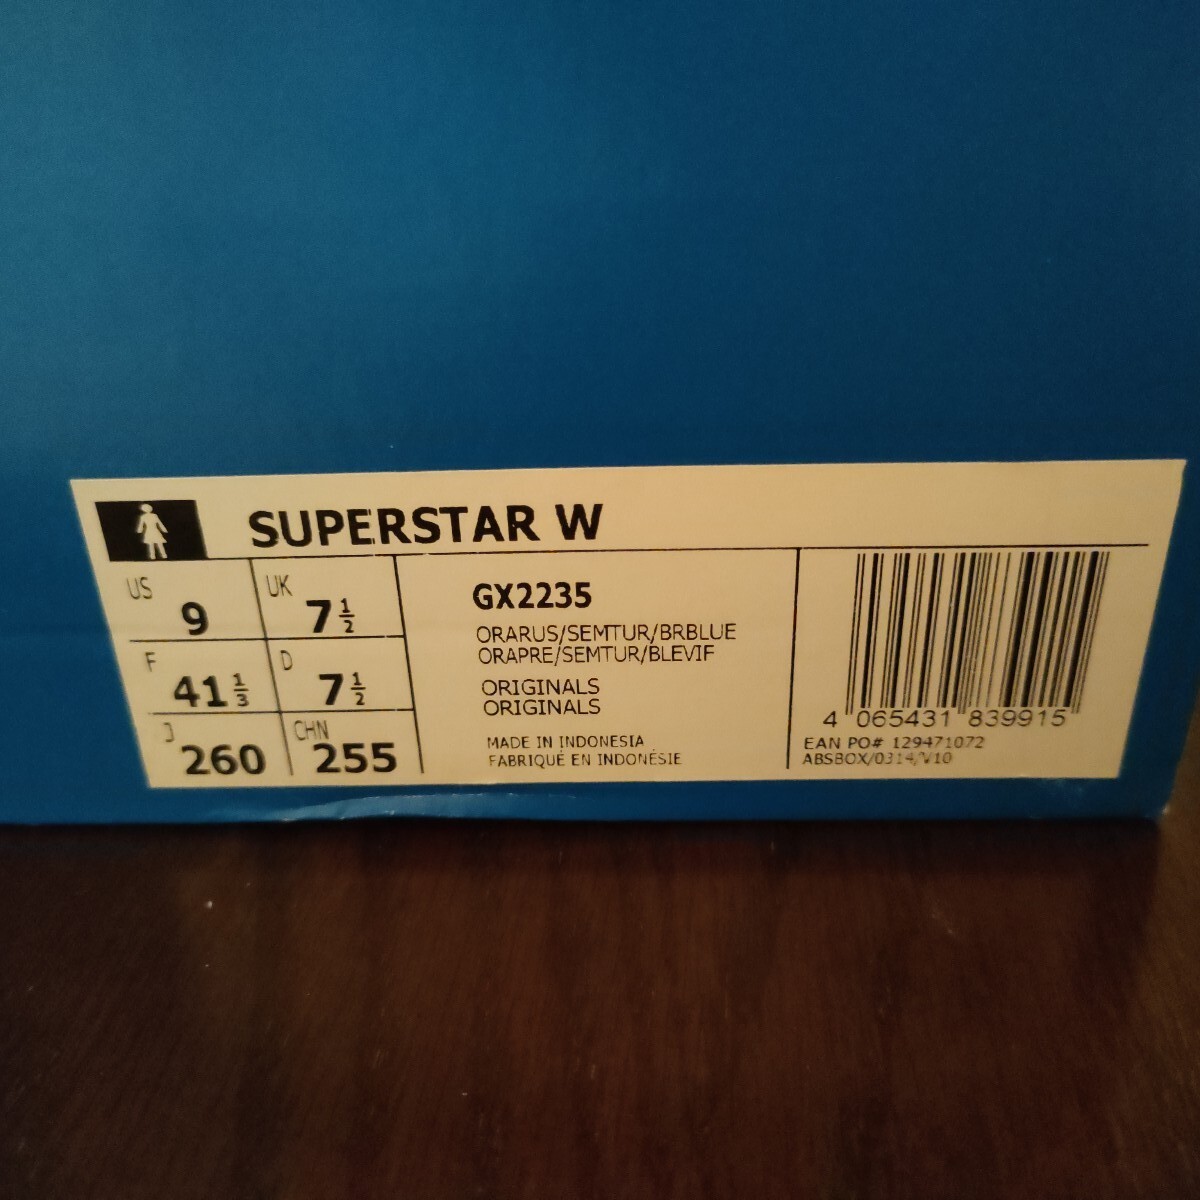 SUPERSTAR W
US 9 UK 7 1/2
F 41 1/3 D 7 1/2
J 260 CHN 255
GX2235
ORARUS/SEMTUR/BRBLUE
ORAPRE/SEMTUR/BLEVIF
ORIGINALS
ORIGINALS
MADE IN INDONESIA
FABRIQUÉ EN INDONÉSIE
4 065431 839915
EAN PO# 129471072
ABSBOX/0314/V10